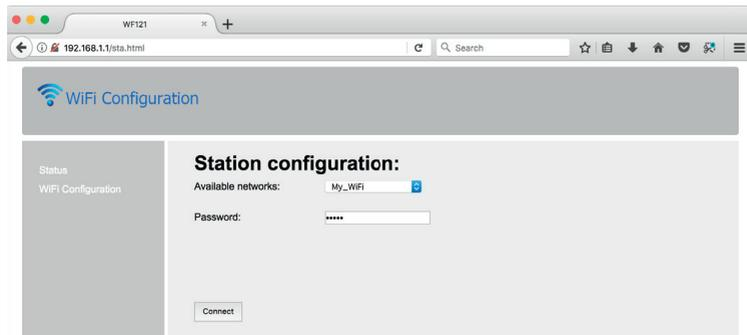 WF121
192.168.1.1/sta.html
Search
WiFi Configuration
Status
WiFi Configuration
Station configuration:
Available networks: My_WiFi
Password: •••••
Connect